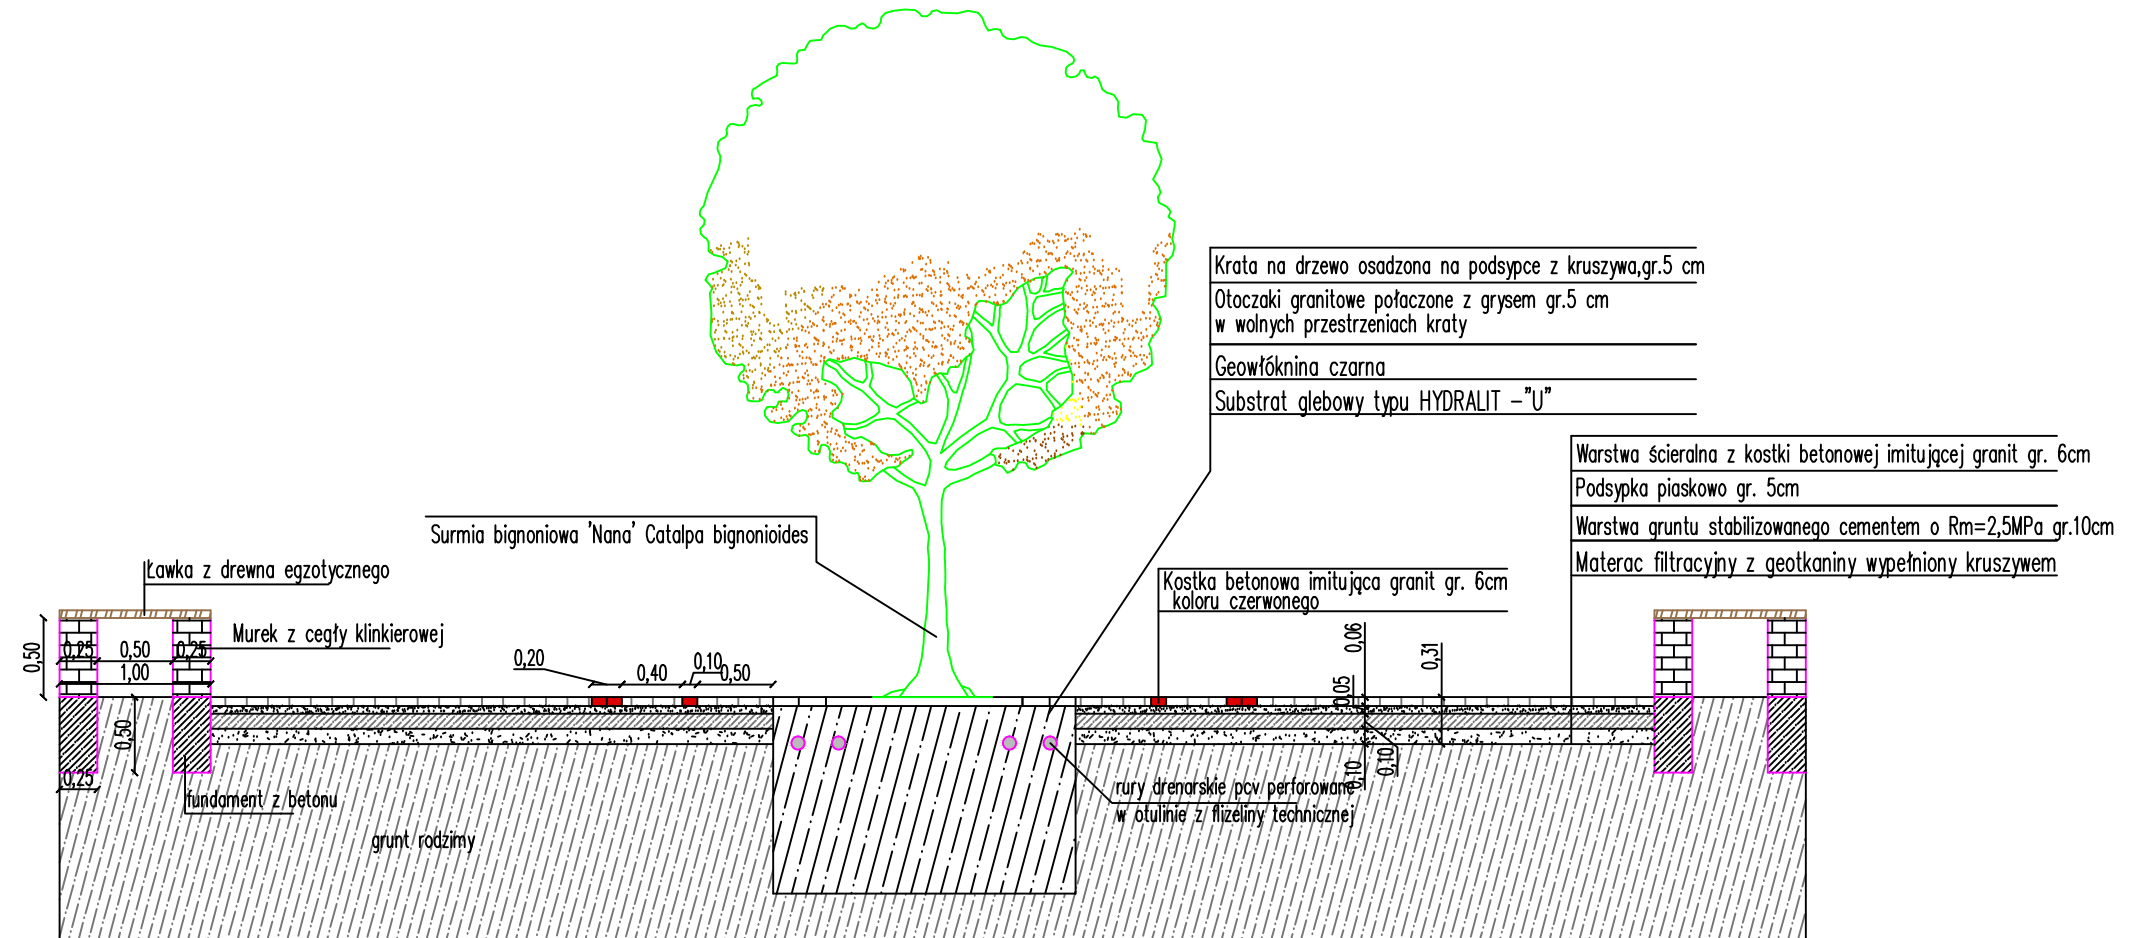 Krata na drzewo osadzona na podsypce z kruszywa,gr.5 cm
Otoczaki granitowe połaczone z grysem gr.5 cm
w wolnych przestrzeniach kraty
Geowłóknina czarna
Substrat glebowy typu HYDRALIT -"U"
Warstwa ścieralna z kostki betonowej imitującej granit gr. 6cm
Podsypka piaskowo gr. 5cm
Warstwa gruntu stabilizowanego cementem o Rm=2,5MPa gr.10cm
Materac filtracyjny z geotkaniny wypełniony kruszywem
Surmia bignoniowa 'Nana' Catalpa bignonioides
Ławka z drewna egzotycznego
Kostka betonowa imitująca granit gr. 6cm
koloru czerwonego
Murek z cegły klinkierowej
0,50
0,25
0,50
0,25
1,00
0,20
0,40
0,10
0,50
0,06
0,31
0,05
0,50
0,25
0,10
0,10
fundament z betonu
rury drenarskie pcv perforowane
w otulinie z flizeliny technicznej
grunt rodzimy